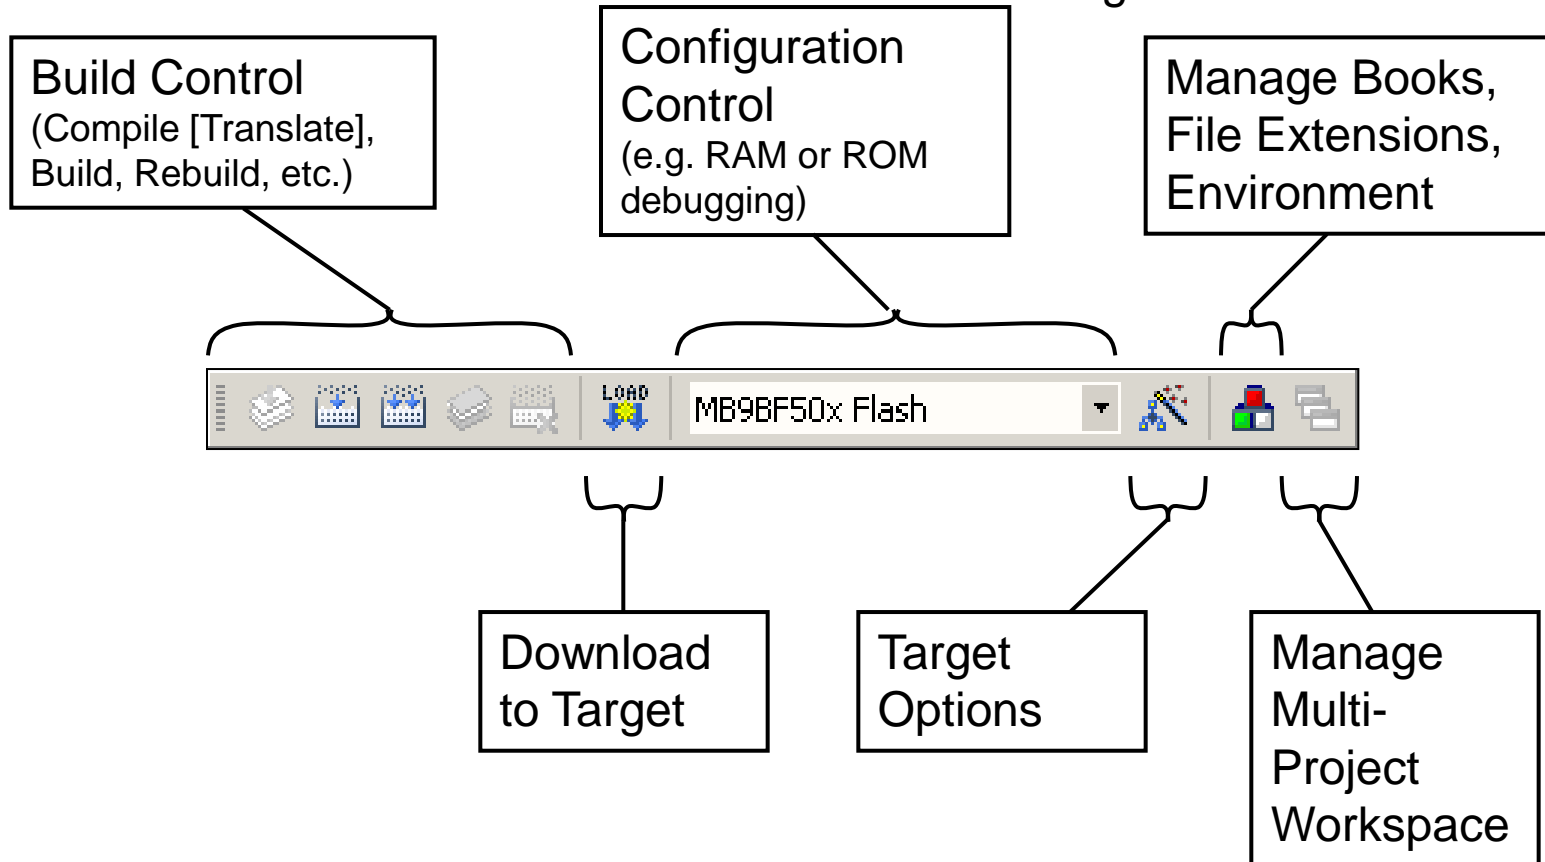 Build Control
(Compile [Translate],
Build, Rebuild, etc.)
Configuration
Control
(e.g. RAM or ROM
debugging)
Manage Books,
File Extensions,
Environment
LOAD
MB9BF50x Flash
Download
to Target
Target
Options
Manage
Multi-
Project
Workspace